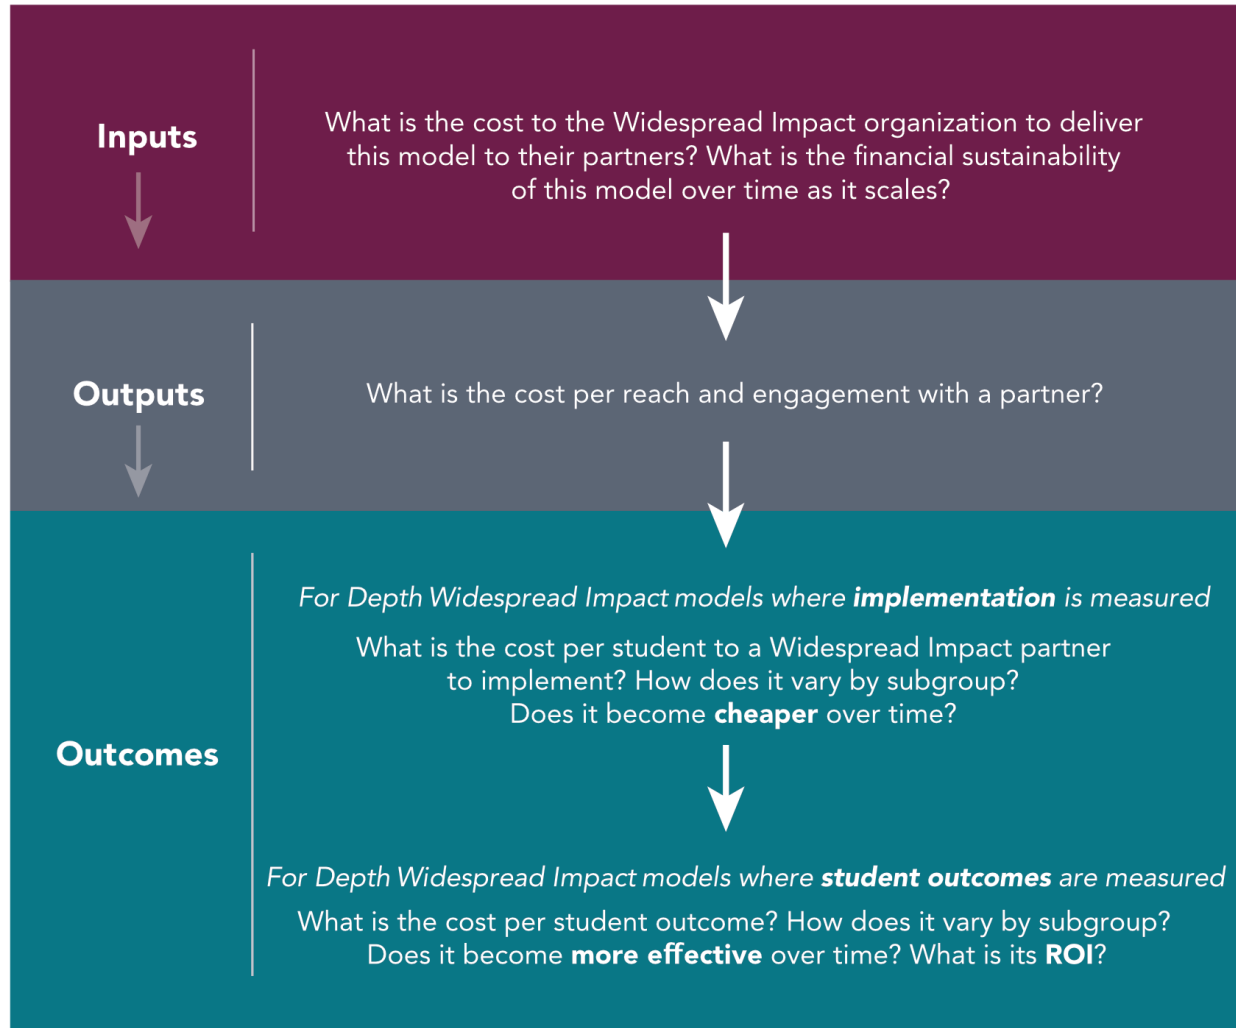 Inputs
What is the cost to the Widespread Impact organization to deliver
this model to their partners? What is the financial sustainability
of this model over time as it scales?
Outputs
What is the cost per reach and engagement with a partner?
Outcomes
For Depth Widespread Impact models where implementation is measured
What is the cost per student to a Widespread Impact partner
to implement? How does it vary by subgroup?
Does it become cheaper over time?
For Depth Widespread Impact models where student outcomes are measured
What is the cost per student outcome? How does it vary by subgroup?
Does it become more effective over time? What is its ROI?